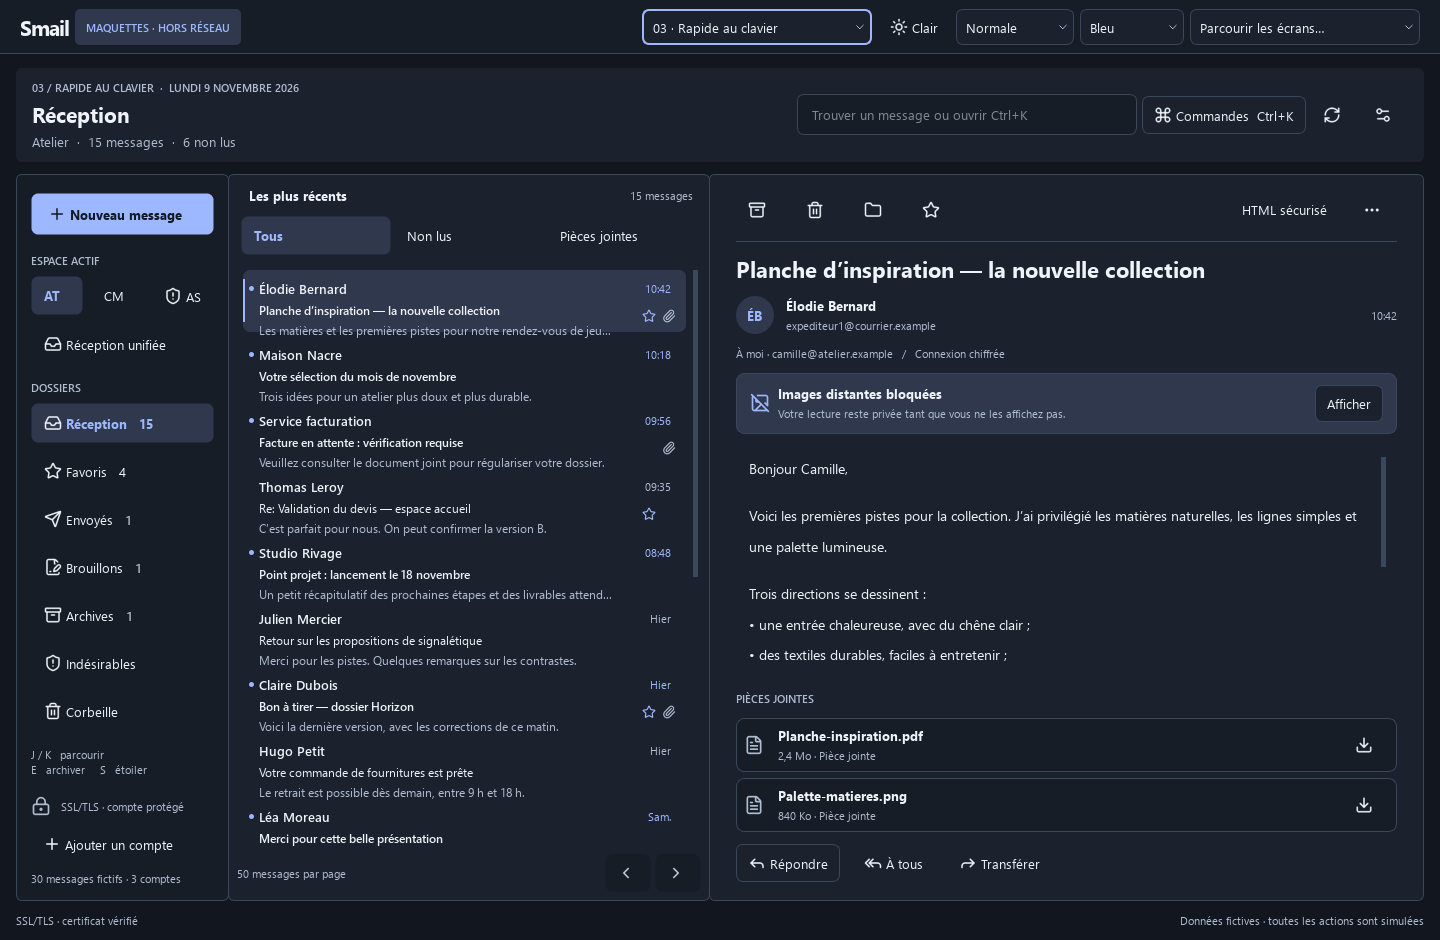 Smail
MAQUETTES · HORS RÉSEAU
03 · Rapide au clavier
Clair
Normale
Bleu
Parcourir les écrans...
03 / RAPIDE AU CLAVIER · LUNDI 9 NOVEMBRE 2026
Réception
Atelier · 15 messages · 6 non lus
Trouver un message ou ouvrir Ctrl+K
Commandes Ctrl+K
Nouveau message
ESPACE ACTIF
AT
CM
AS
Réception unifiée
DOSSIERS
Réception 15
Favoris 4
Envoyés 1
Brouillons 1
Archives 1
Indésirables
Corbeille
J / K parcourir
E archiver S étoiler
SSL/TLS · compte protégé
Ajouter un compte
30 messages fictifs · 3 comptes
Les plus récents
15 messages
Tous
Non lus
Pièces jointes
Élodie Bernard 10:42
Planche d’inspiration — la nouvelle collection
Les matières et les premières pistes pour notre rendez-vous de jeu...
Maison Nacre 10:18
Votre sélection du mois de novembre
Trois idées pour un atelier plus doux et plus durable.
Service facturation 09:56
Facture en attente : vérification requise
Veuillez consulter le document joint pour régulariser votre dossier.
Thomas Leroy 09:35
Re: Validation du devis — espace accueil
C’est parfait pour nous. On peut confirmer la version B.
Studio Rivage 08:48
Point projet : lancement le 18 novembre
Un petit récapitulatif des prochaines étapes et des livrables attend...
Julien Mercier Hier
Retour sur les propositions de signalétique
Merci pour les pistes. Quelques remarques sur les contrastes.
Claire Dubois Hier
Bon à tirer — dossier Horizon
Voici la dernière version, avec les corrections de ce matin.
Hugo Petit Hier
Votre commande de fournitures est prête
Le retrait est possible dès demain, entre 9 h et 18 h.
Léa Moreau Sam.
Merci pour cette belle présentation
50 messages par page
HTML sécurisé
Planche d’inspiration — la nouvelle collection
ÉB
Élodie Bernard
expediteur1@courrier.example
10:42
À moi · camille@atelier.example / Connexion chiffrée
Images distantes bloquées
Votre lecture reste privée tant que vous ne les affichez pas.
Afficher
Bonjour Camille,
Voici les premières pistes pour la collection. J’ai privilégié les matières naturelles, les lignes simples et
une palette lumineuse.
Trois directions se dessinent :
• une entrée chaleureuse, avec du chêne clair ;
• des textiles durables, faciles à entretenir ;
PIÈCES JOINTES
Planche-inspiration.pdf
2,4 Mo · Pièce jointe
Palette-matieres.png
840 Ko · Pièce jointe
Répondre
À tous
Transférer
SSL/TLS · certificat vérifié
Données fictives · toutes les actions sont simulées